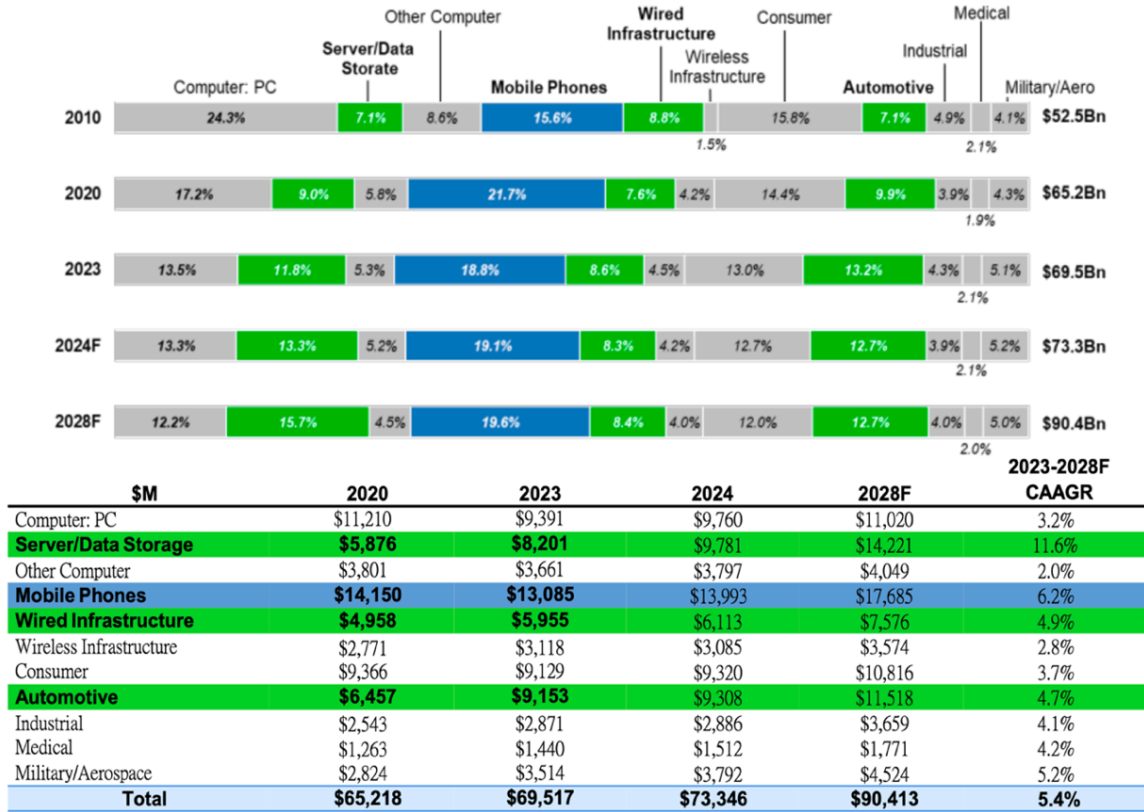 Other Computer
Wired Infrastructure
Consumer
Medical
Server/Data Storate
Wireless Infrastructure
Industrial
Computer: PC
Mobile Phones
Automotive
Military/Aero
2010 24.3% 7.1% 8.6% 15.6% 8.8% 15.8% 7.1% 4.9% 4.1% $52.5Bn
1.5% 2.1%
2020 17.2% 9.0% 5.8% 21.7% 7.6% 4.2% 14.4% 9.9% 3.9% 4.3% $65.2Bn
1.9%
2023 13.5% 11.8% 5.3% 18.8% 8.6% 4.5% 13.0% 13.2% 4.3% 5.1% $69.5Bn
2.1%
2024F 13.3% 13.3% 5.2% 19.1% 8.3% 4.2% 12.7% 12.7% 3.9% 5.2% $73.3Bn
2.1%
2028F 12.2% 15.7% 4.5% 19.6% 8.4% 4.0% 12.0% 12.7% 4.0% 5.0% $90.4Bn
2.0%
2023-2028F
$M 2020 2023 2024 2028F CAAGR
Computer: PC $11,210 $9,391 $9,760 $11,020 3.2%
Server/Data Storage $5,876 $8,201 $9,781 $14,221 11.6%
Other Computer $3,801 $3,661 $3,797 $4,049 2.0%
Mobile Phones $14,150 $13,085 $13,993 $17,685 6.2%
Wired Infrastructure $4,958 $5,955 $6,113 $7,576 4.9%
Wireless Infrastructure $2,771 $3,118 $3,085 $3,574 2.8%
Consumer $9,366 $9,129 $9,320 $10,816 3.7%
Automotive $6,457 $9,153 $9,308 $11,518 4.7%
Industrial $2,543 $2,871 $2,886 $3,659 4.1%
Medical $1,263 $1,440 $1,512 $1,771 4.2%
Military/Aerospace $2,824 $3,514 $3,792 $4,524 5.2%
Total $65,218 $69,517 $73,346 $90,413 5.4%